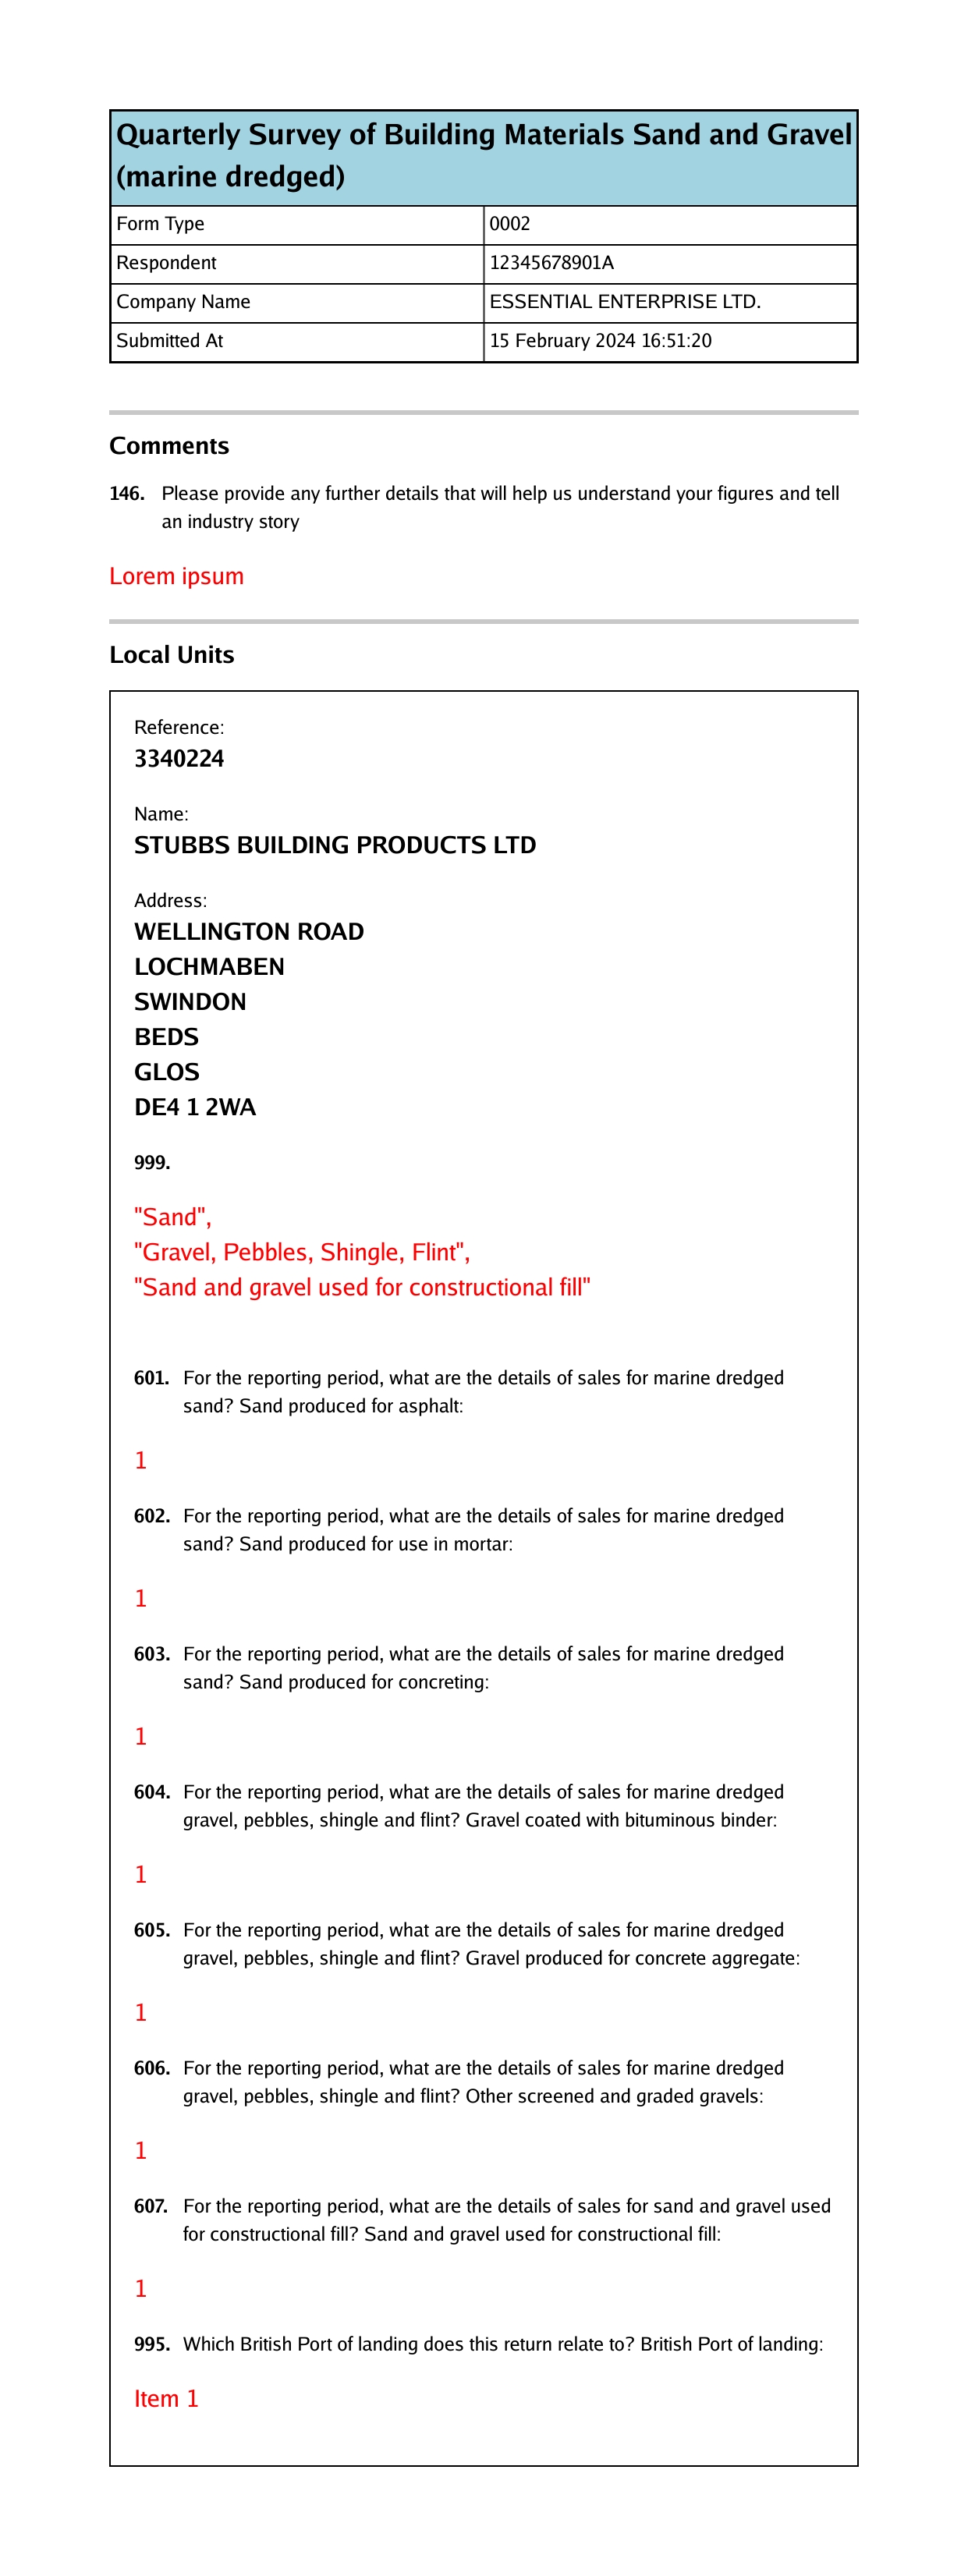 Quarterly Survey of Building Materials Sand and Gravel
(marine dredged)
Form Type 0002
Respondent 12345678901A
Company Name ESSENTIAL ENTERPRISE LTD.
Submitted At 15 February 2024 16:51:20
Comments
146. Please provide any further details that will help us understand your figures and tell
an industry story
Lorem ipsum
Local Units
Reference:
3340224
Name:
STUBBS BUILDING PRODUCTS LTD
Address:
WELLINGTON ROAD
LOCHMABEN
SWINDON
BEDS
GLOS
DE4 1 2WA
999.
"Sand",
"Gravel, Pebbles, Shingle, Flint",
"Sand and gravel used for constructional fill"
601. For the reporting period, what are the details of sales for marine dredged
sand? Sand produced for asphalt:
1
602. For the reporting period, what are the details of sales for marine dredged
sand? Sand produced for use in mortar:
1
603. For the reporting period, what are the details of sales for marine dredged
sand? Sand produced for concreting:
1
604. For the reporting period, what are the details of sales for marine dredged
gravel, pebbles, shingle and flint? Gravel coated with bituminous binder:
1
605. For the reporting period, what are the details of sales for marine dredged
gravel, pebbles, shingle and flint? Gravel produced for concrete aggregate:
1
606. For the reporting period, what are the details of sales for marine dredged
gravel, pebbles, shingle and flint? Other screened and graded gravels:
1
607. For the reporting period, what are the details of sales for sand and gravel used
for constructional fill? Sand and gravel used for constructional fill:
1
995. Which British Port of landing does this return relate to? British Port of landing:
Item 1